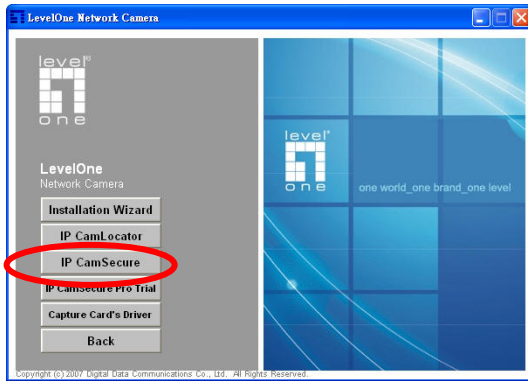 LevelOne Network Camera
level®
one
LevelOne
Network Camera
Installation Wizard
IP CamLocator
IP CamSecure
IP CamSecure Pro Trial
Capture Card's Driver
Back
level®
one
one world_one brand_one level
Copyright (c) 2007 Digital Data Communications Co., Ltd. All Rights Reserved.